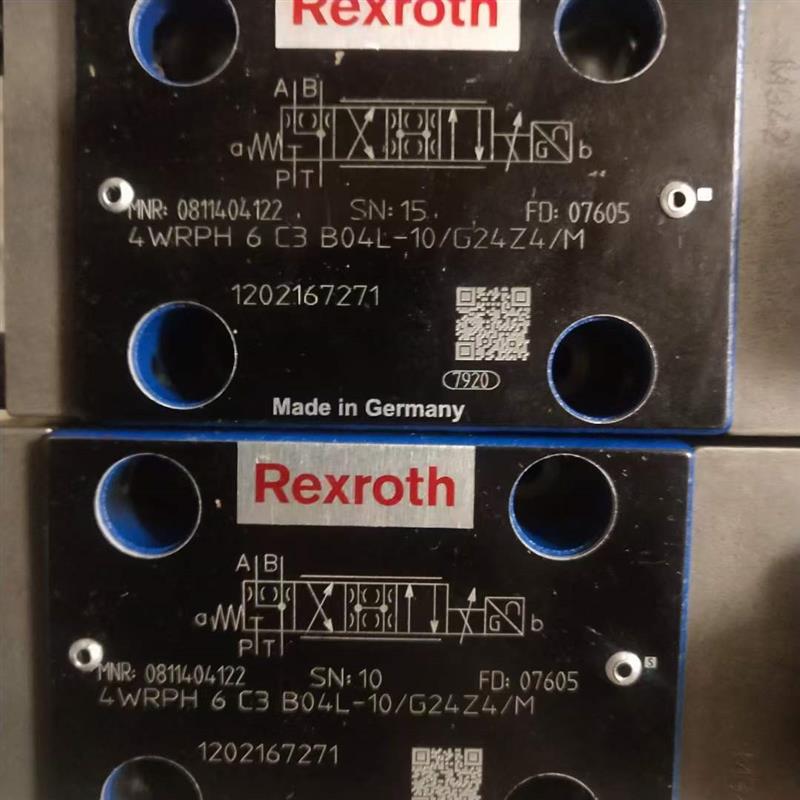 Rexroth
A B
a G b
P T
T
MNR: 0811404122 SN: 15 FD: 07605
4WRPH 6 C3 B04L-10/G24Z4/M
1202167271
7920
Made in Germany
Rexroth
A B
a G b
P T
T
MNR: 0811404122 SN: 10 FD: 07605
4WRPH 6 C3 B04L-10/G24Z4/M
1202167271